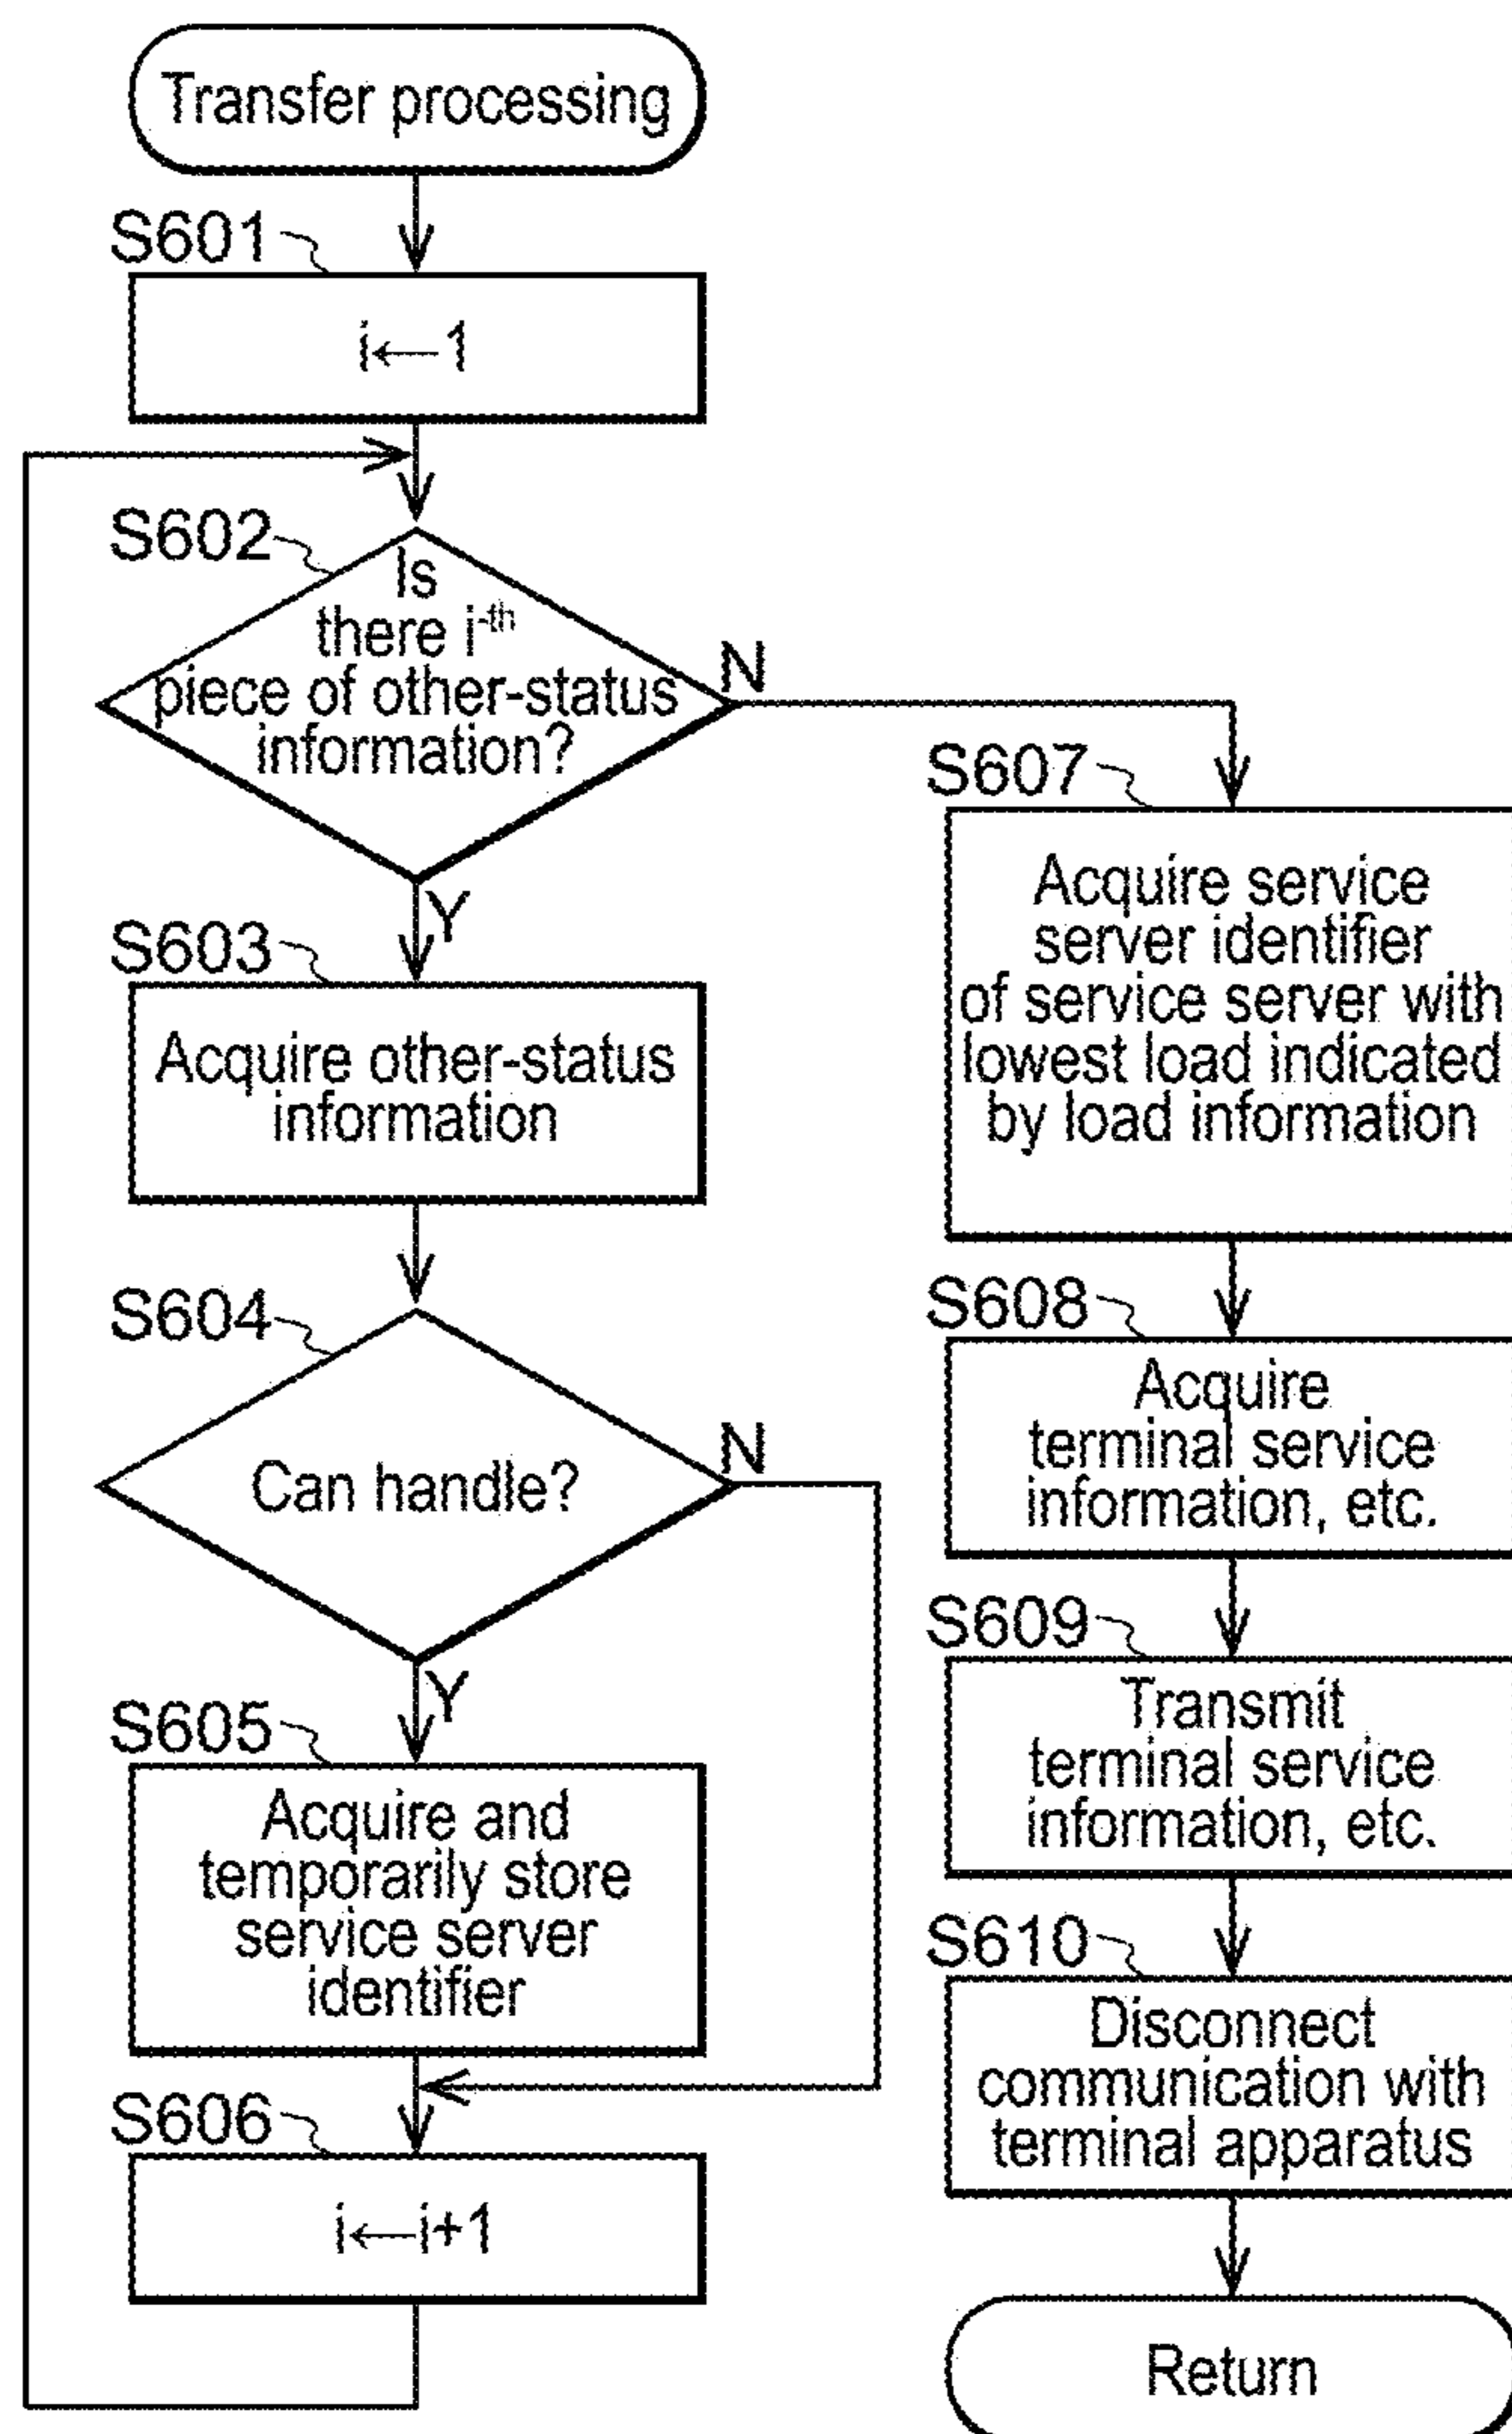 Transfer processing
S601
i←1
S602
Is
there i-th
piece of other-status
information?
N
Y
S603
Acquire other-status
information
S604
Can handle?
N
Y
S605
Acquire and
temporarily store
service server
identifier
S606
i←i+1
S607
Acquire service
server identifier
of service server with
lowest load indicated
by load information
S608
Acquire
terminal service
information, etc.
S609
Transmit
terminal service
information, etc.
S610
Disconnect
communication with
terminal apparatus
Return